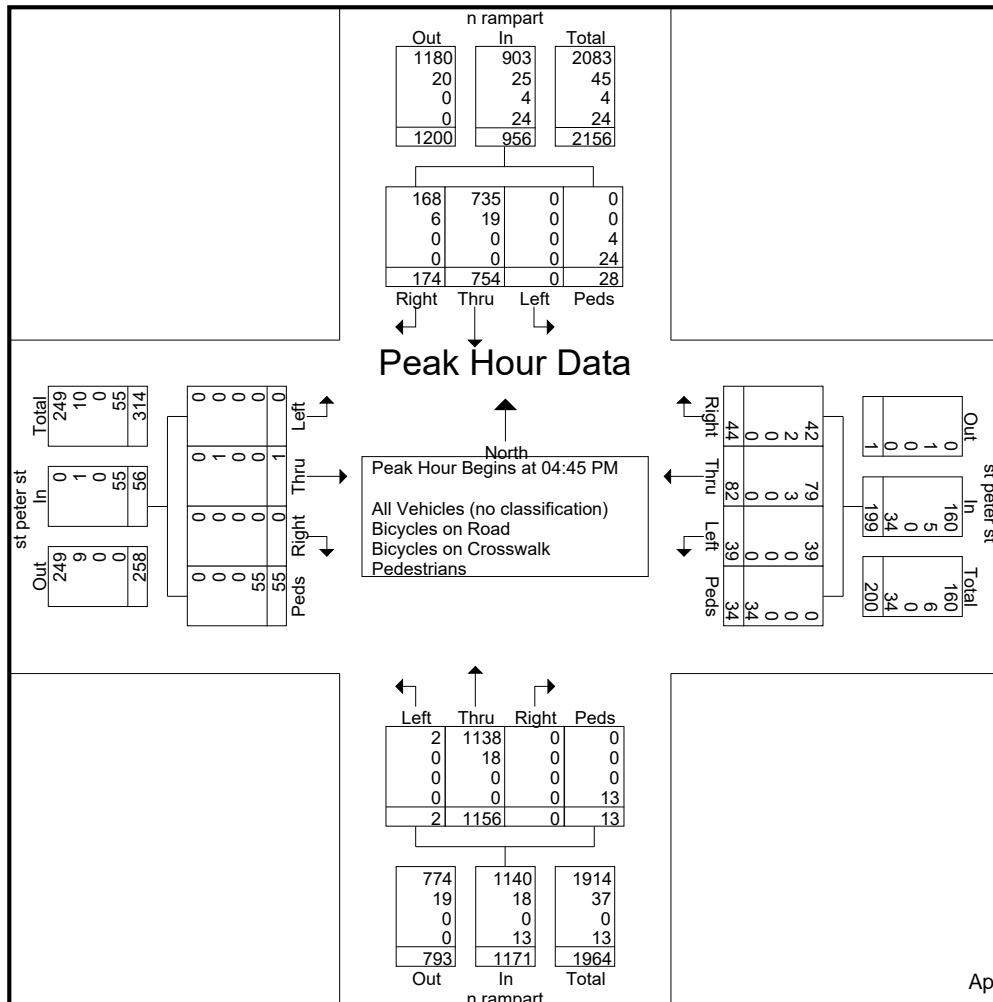 n rampart
Out In Total
1180 903 2083
20 25 45
0 4 4
0 24 24
1200 956 2156
168 735 0 0
6 19 0 0
0 0 0 4
0 0 0 24
174 754 0 28
Right Thru Left Peds
Peak Hour Data
North
Peak Hour Begins at 04:45 PM
All Vehicles (no classification)
Bicycles on Road
Bicycles on Crosswalk
Pedestrians
st peter st
Total
249 10 0 55 314
In
0 1 0 55 56
Out
249 9 0 0 258
Left
0 0 0 0 0
Thru
0 1 0 0 1
Right
0 0 0 0 0
Peds
0 0 0 55 55
Right
42 2 0 0 44
Thru
79 3 0 0 82
Left
39 0 0 0 39
Peds
0 0 0 34 34
st peter st
Out
0 1 0 0 1
In
160 5 0 34 199
Total
160 6 0 34 200
Left Thru Right Peds
2 1138 0 0
0 18 0 0
0 0 0 0
0 0 0 13
2 1156 0 13
774 1140 1914
19 18 37
0 0 0
0 13 13
793 1171 1964
Out In Total
n rampart
Ap